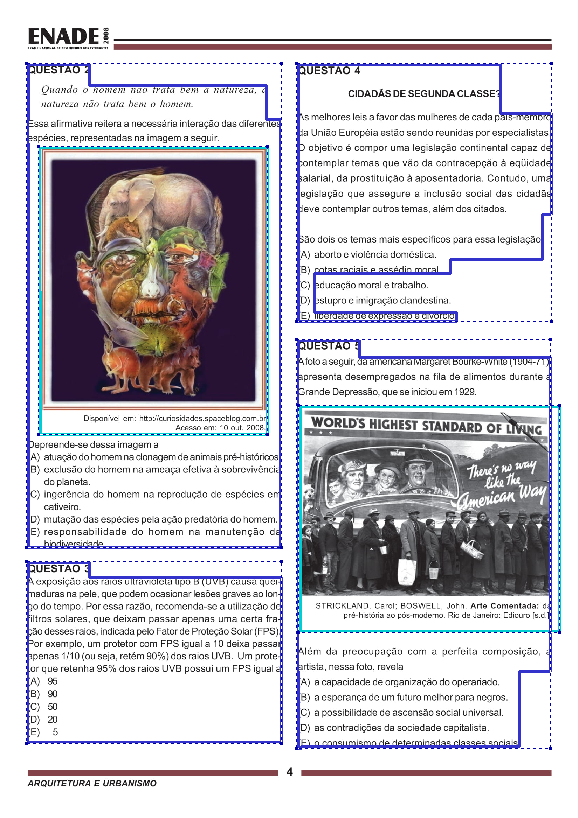 ENADE 2008
EXAME NACIONAL DE DESEMPENHO DOS ESTUDANTES
QUESTÃO 2
Quando o homem não trata bem a natureza, a
natureza não trata bem o homem.
Essa afirmativa reitera a necessária interação das diferentes
espécies, representadas na imagem a seguir.
Disponível em: http://curiosidades.spaceblog.com.br
Acesso em: 10 out. 2008.
Depreende-se dessa imagem a
A) atuação do homem na clonagem de animais pré-históricos.
B) exclusão do homem na ameaça efetiva à sobrevivência
do planeta.
C) ingerência do homem na reprodução de espécies em
cativeiro.
D) mutação das espécies pela ação predatória do homem.
E) responsabilidade do homem na manutenção da
biodiversidade.
QUESTÃO 3
A exposição aos raios ultravioleta tipo B (UVB) causa quei-
maduras na pele, que podem ocasionar lesões graves ao lon-
go do tempo. Por essa razão, recomenda-se a utilização de
filtros solares, que deixam passar apenas uma certa fra-
ção desses raios, indicada pelo Fator de Proteção Solar (FPS).
Por exemplo, um protetor com FPS igual a 10 deixa passar
apenas 1/10 (ou seja, retém 90%) dos raios UVB. Um prote-
tor que retenha 95% dos raios UVB possui um FPS igual a
(A) 95
(B) 90
(C) 50
(D) 20
(E) 5
QUESTÃO 4
CIDADÃS DE SEGUNDA CLASSE?
As melhores leis a favor das mulheres de cada país-membro
da União Européia estão sendo reunidas por especialistas.
O objetivo é compor uma legislação continental capaz de
contemplar temas que vão da contracepção à eqüidade
salarial, da prostituição à aposentadoria. Contudo, uma
legislação que assegure a inclusão social das cidadãs
deve contemplar outros temas, além dos citados.
São dois os temas mais específicos para essa legislação:
(A) aborto e violência doméstica.
(B) cotas raciais e assédio moral.
(C) educação moral e trabalho.
(D) estupro e imigração clandestina.
(E) liberdade de expressão e divórcio.
QUESTÃO 5
A foto a seguir, da americana Margaret Bourke-White (1904-71),
apresenta desempregados na fila de alimentos durante a
Grande Depressão, que se iniciou em 1929.
WORLD'S HIGHEST STANDARD OF LIVING
There's no way
like the
American Way
STRICKLAND, Carol; BOSWELL, John. Arte Comentada: da
pré-história ao pós-moderno. Rio de Janeiro: Ediouro [s.d.].
Além da preocupação com a perfeita composição, a
artista, nessa foto, revela
(A) a capacidade de organização do operariado.
(B) a esperança de um futuro melhor para negros.
(C) a possibilidade de ascensão social universal.
(D) as contradições da sociedade capitalista.
(E) o consumismo de determinadas classes sociais.
4
ARQUITETURA E URBANISMO